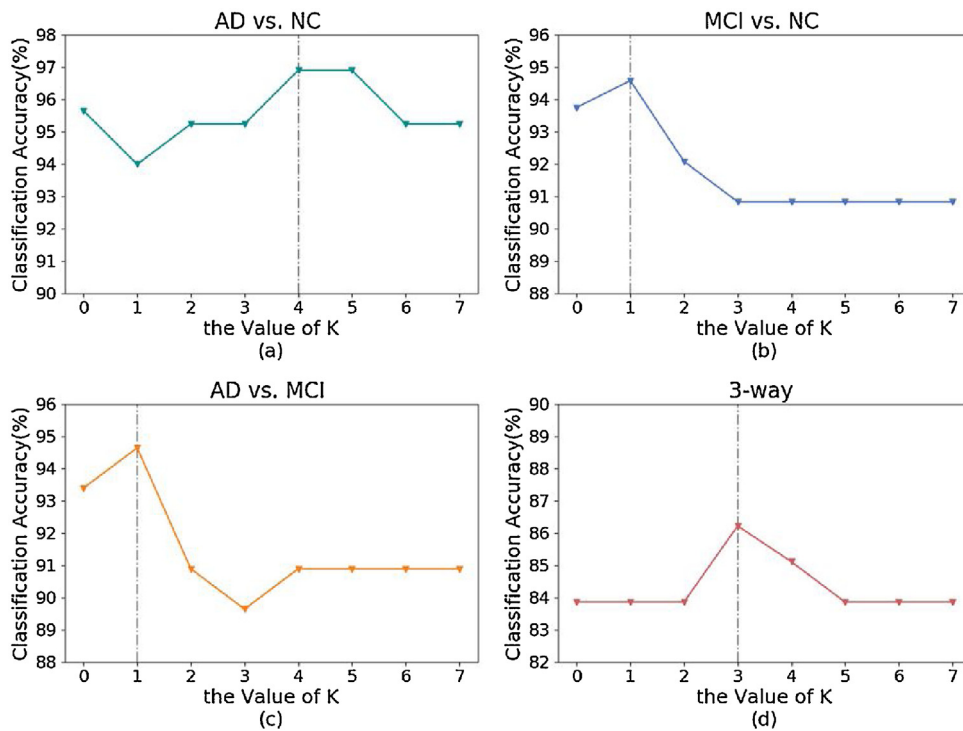 AD vs. NC
Classification Accuracy(%)
98
97
96
95
94
93
92
91
90
0 1 2 3 4 5 6 7
the Value of K
(a)
MCI vs. NC
Classification Accuracy(%)
96
95
94
93
92
91
90
89
88
0 1 2 3 4 5 6 7
the Value of K
(b)
AD vs. MCI
Classification Accuracy(%)
96
95
94
93
92
91
90
89
88
0 1 2 3 4 5 6 7
the Value of K
(c)
3-way
Classification Accuracy(%)
90
89
88
87
86
85
84
83
82
0 1 2 3 4 5 6 7
the Value of K
(d)